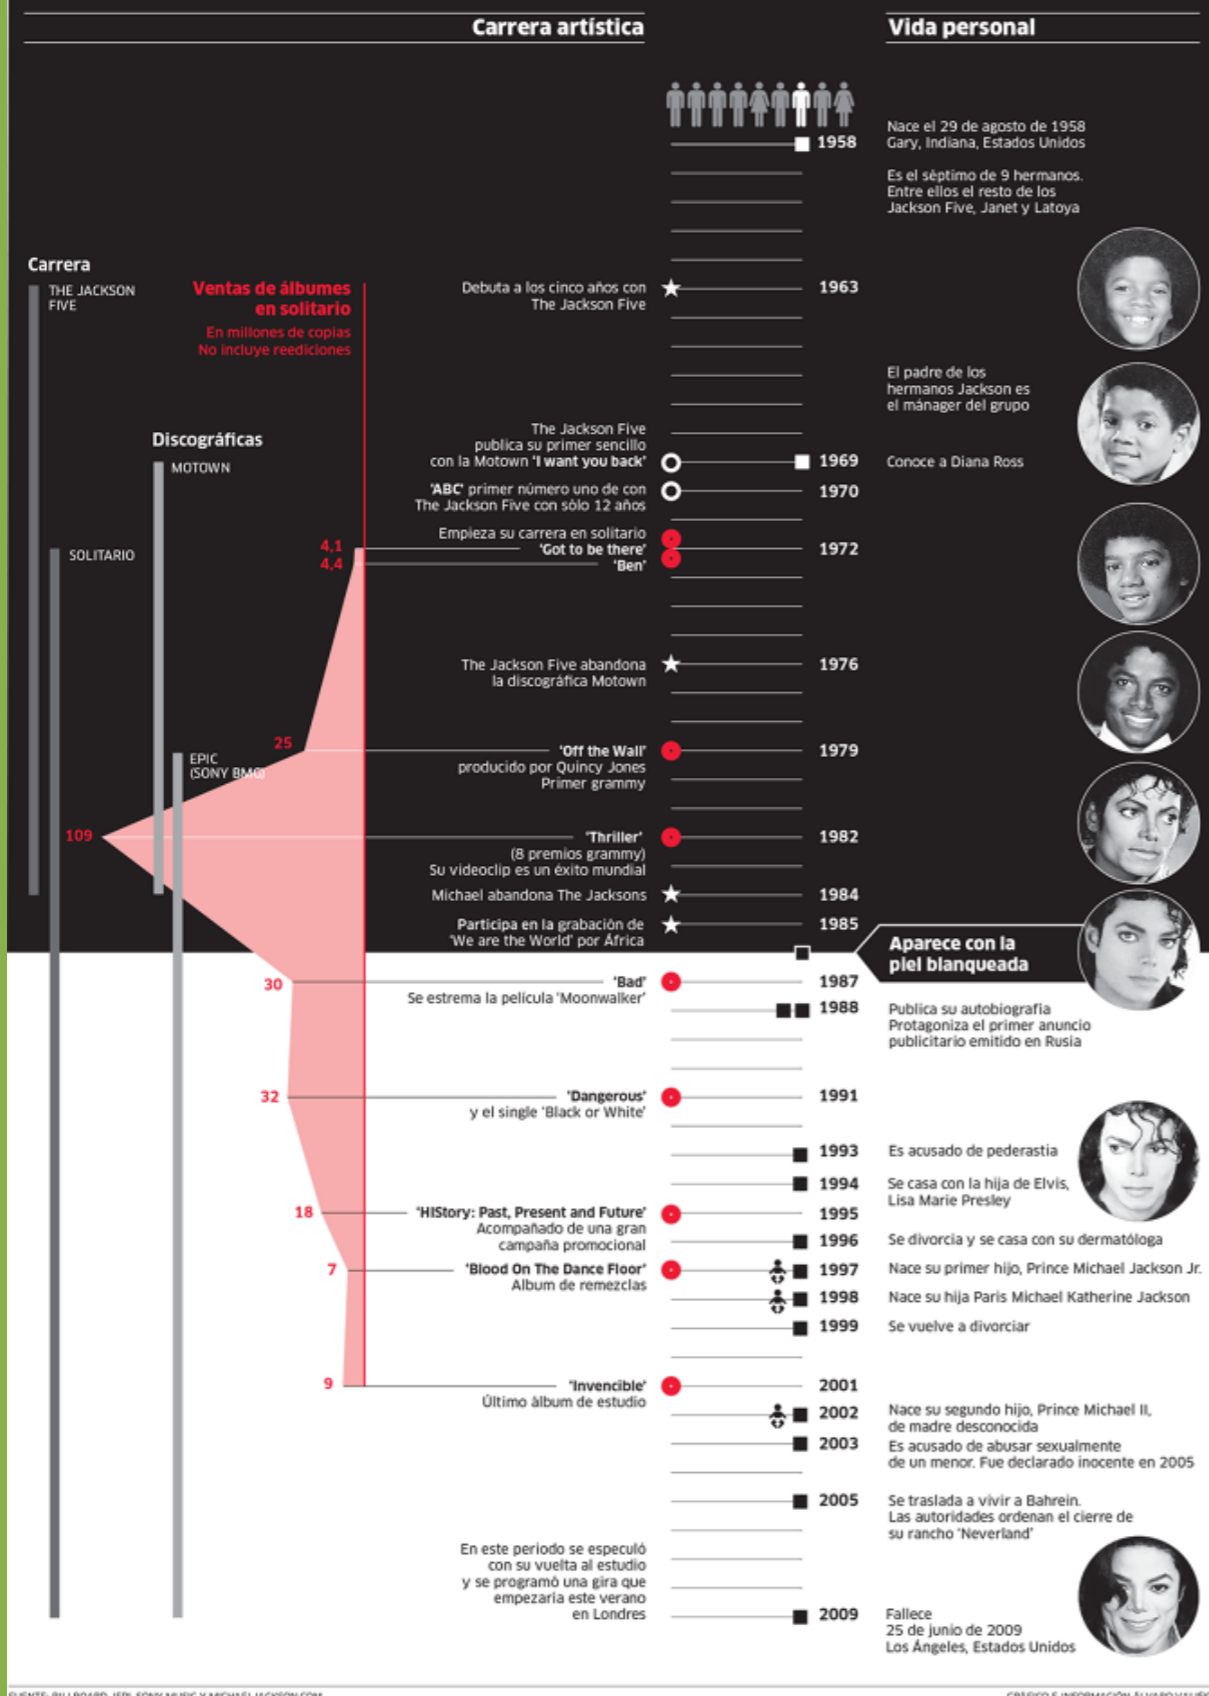 Carrera artística
Vida personal
1958
Nace el 29 de agosto de 1958
Gary, Indiana, Estados Unidos
Es el séptimo de 9 hermanos.
Entre ellos el resto de los
Jackson Five, Janet y Latoya
Carrera
THE JACKSON
FIVE
Ventas de álbumes
en solitario
En millones de copias
No incluye reediciones
Debuta a los cinco años con
The Jackson Five
1963
El padre de los
hermanos Jackson es
el mánager del grupo
Discográficas
MOTOWN
The Jackson Five
publica su primer sencillo
con la Motown 'I want you back'
1969
Conoce a Diana Ross
'ABC' primer número uno de con
The Jackson Five con sólo 12 años
1970
SOLITARIO
4,1
4,4
Empieza su carrera en solitario
'Got to be there'
'Ben'
1972
The Jackson Five abandona
la discográfica Motown
1976
25
EPIC
(SONY BMG)
'Off the Wall'
producido por Quincy Jones
Primer grammy
1979
109
'Thriller'
(8 premios grammy)
Su videoclip es un éxito mundial
1982
Michael abandona The Jacksons
1984
Participa en la grabación de
'We are the World' por África
1985
Aparece con la
piel blanqueada
30
'Bad'
Se estrema la película 'Moonwalker'
1987
1988
Publica su autobiografía
Protagoniza el primer anuncio
publicitario emitido en Rusia
32
'Dangerous'
y el single 'Black or White'
1991
1993
Es acusado de pederastia
1994
Se casa con la hija de Elvis,
Lisa Marie Presley
18
'HIStory: Past, Present and Future'
Acompañado de una gran
campaña promocional
1995
1996
Se divorcia y se casa con su dermatóloga
7
'Blood On The Dance Floor'
Album de remezclas
1997
Nace su primer hijo, Prince Michael Jackson Jr.
1998
Nace su hija Paris Michael Katherine Jackson
1999
Se vuelve a divorciar
9
'Invencible'
Último álbum de estudio
2001
2002
Nace su segundo hijo, Prince Michael II,
de madre desconocida
2003
Es acusado de abusar sexualmente
de un menor. Fue declarado inocente en 2005
2005
Se traslada a vivir a Bahrein.
Las autoridades ordenan el cierre de
su rancho 'Neverland'
En este periodo se especuló
con su vuelta al estudio
y se programó una gira que
empezaria este verano
en Londres
2009
Fallece
25 de junio de 2009
Los Ángeles, Estados Unidos